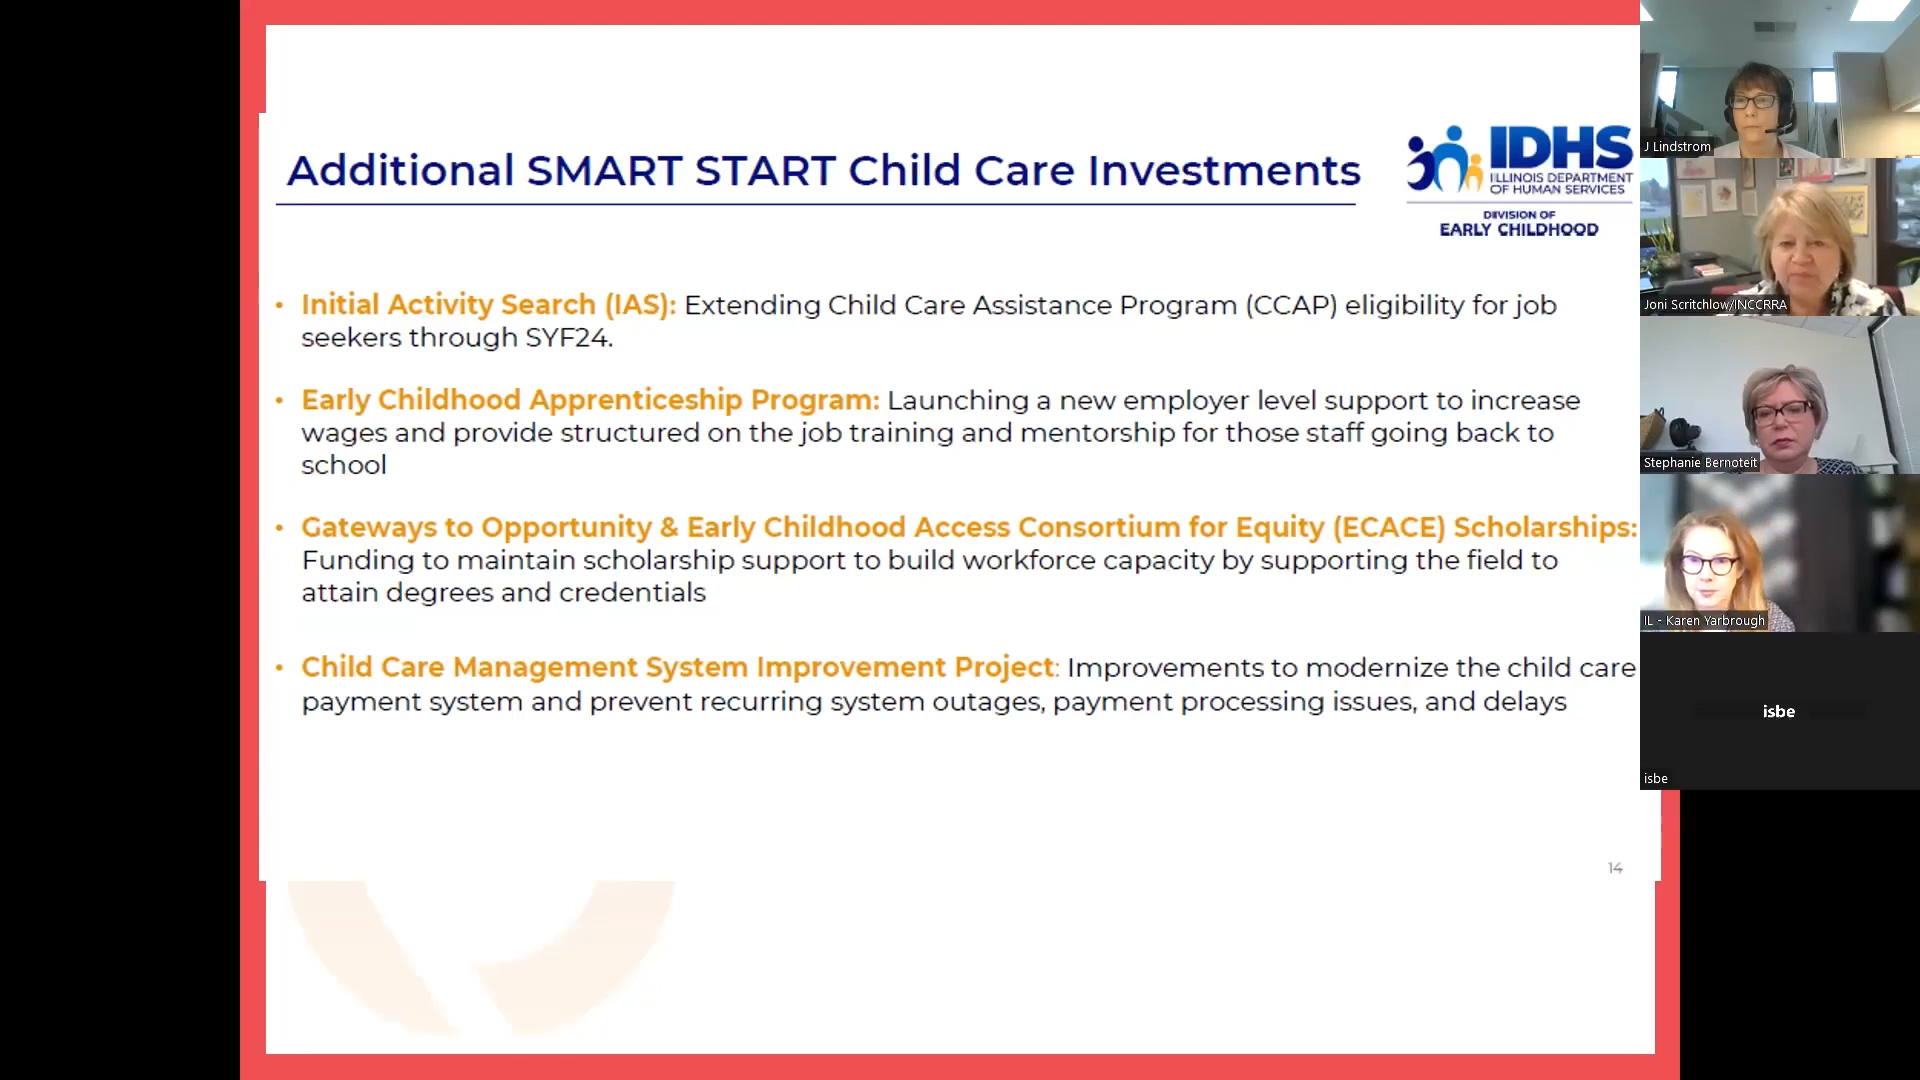 Additional SMART START Child Care Investments
IDHS
ILLINOIS DEPARTMENT
OF HUMAN SERVICES
DIVISION OF
EARLY CHILDHOOD
• Initial Activity Search (IAS): Extending Child Care Assistance Program (CCAP) eligibility for job
seekers through SYF24.
• Early Childhood Apprenticeship Program: Launching a new employer level support to increase
wages and provide structured on the job training and mentorship for those staff going back to
school
• Gateways to Opportunity & Early Childhood Access Consortium for Equity (ECACE) Scholarships:
Funding to maintain scholarship support to build workforce capacity by supporting the field to
attain degrees and credentials
• Child Care Management System Improvement Project: Improvements to modernize the child care
payment system and prevent recurring system outages, payment processing issues, and delays
14
J Lindstrom
Joni Scritchlow/INCCRRA
Stephanie Bernoteit
IL - Karen Yarbrough
isbe
isbe